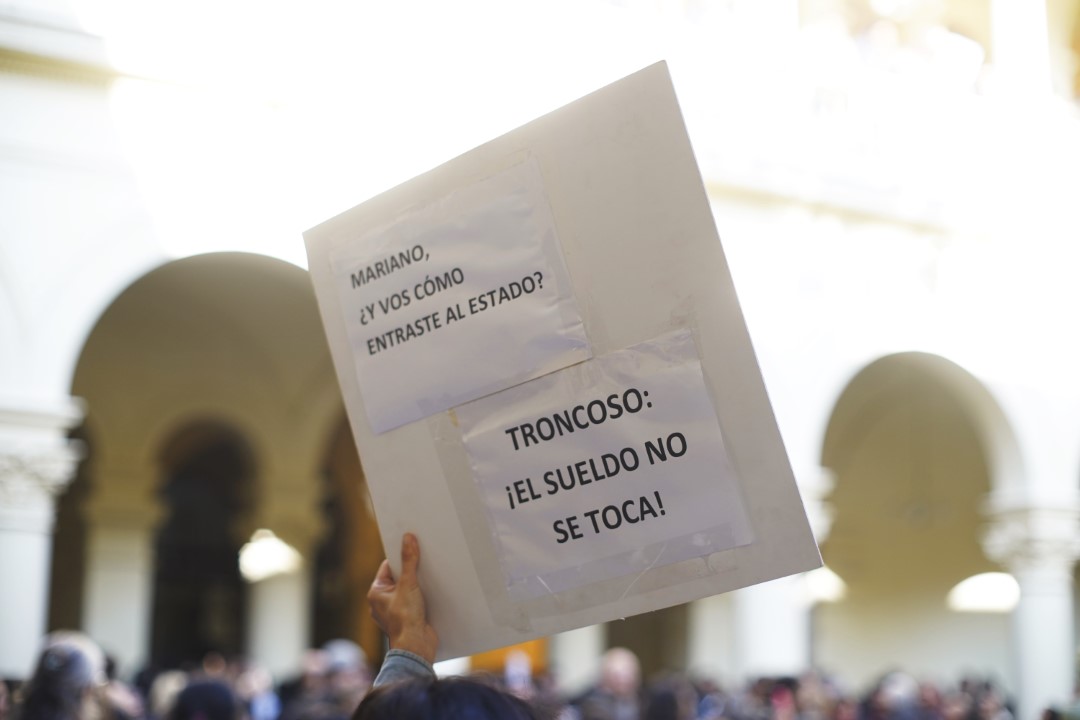 MARIANO,
¿Y VOS CÓMO
ENTRASTE AL ESTADO?
TRONCOSO:
¡EL SUELDO NO
SE TOCA!